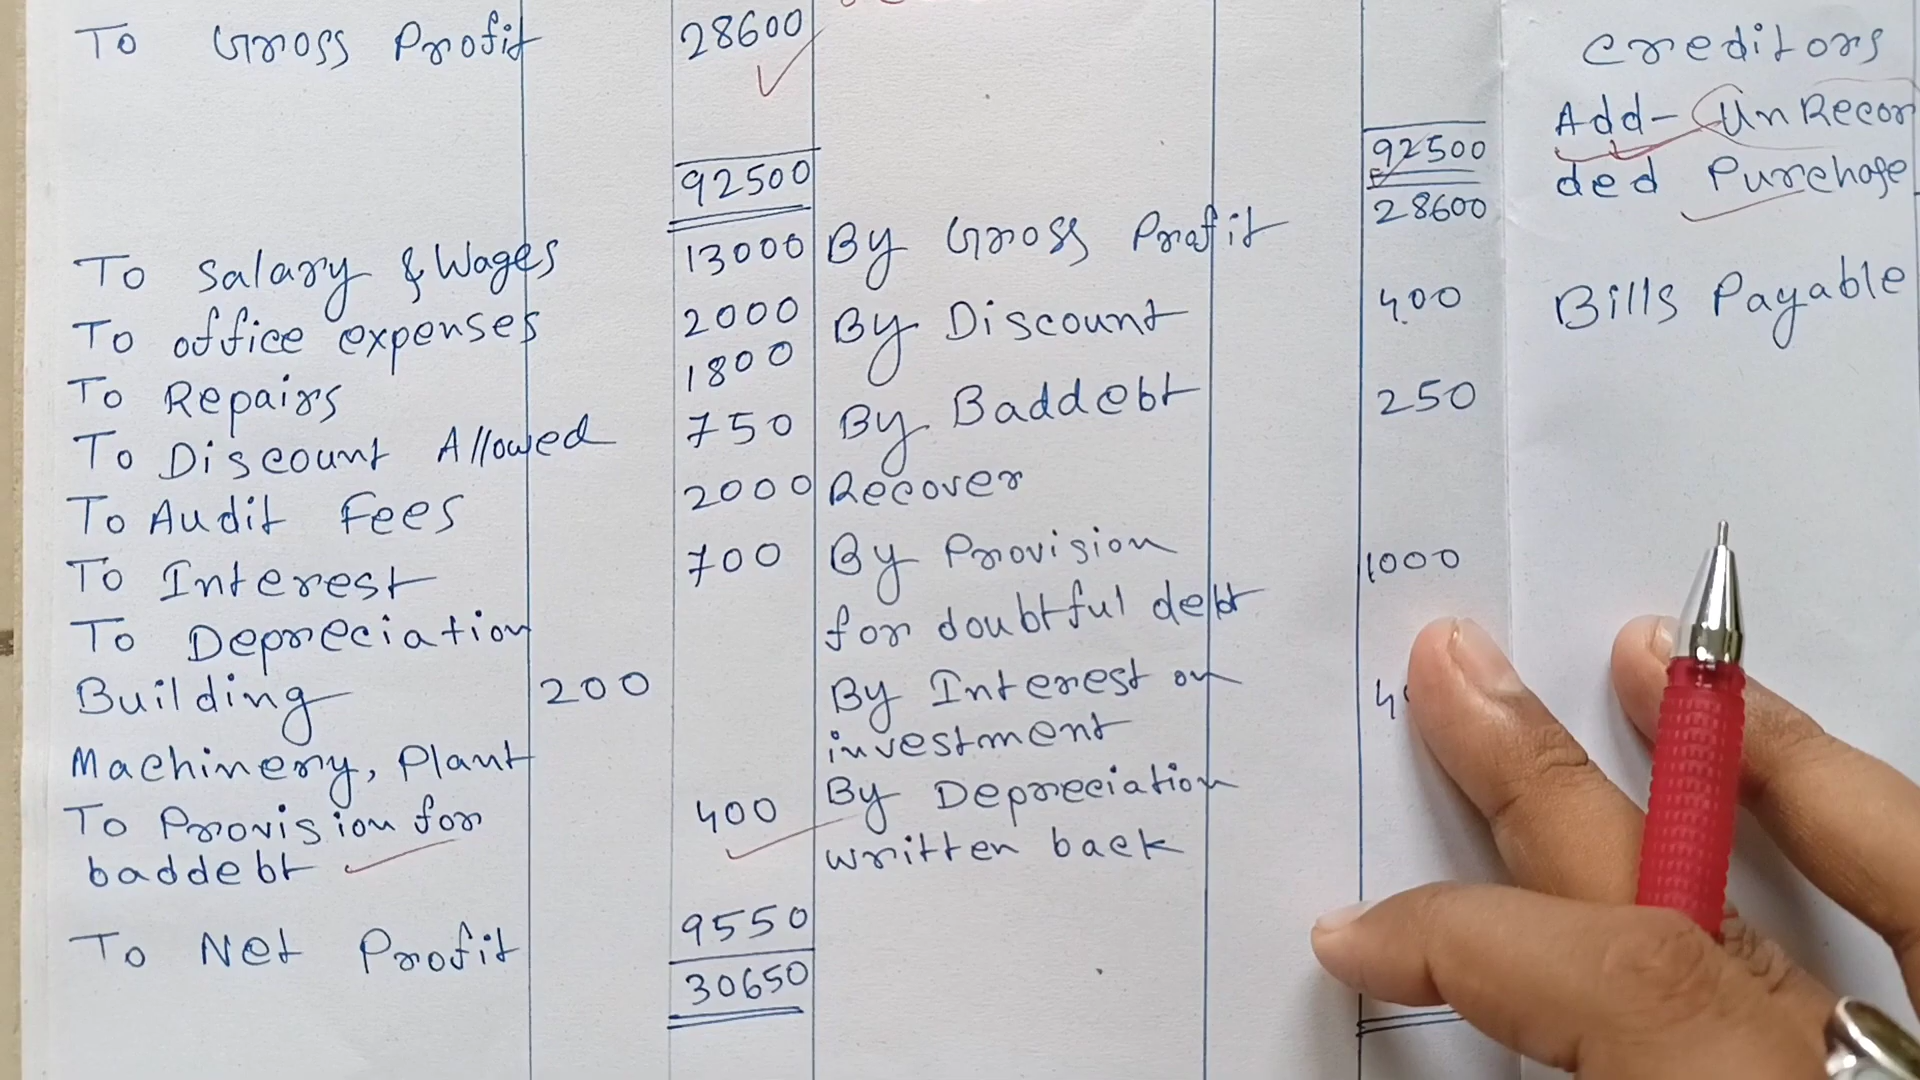 To Gross Profit 28600
92500 92500
28600
To Salary & Wages 13000 By Gross Profit
To office expenses 2000 By Discount 400
To Repairs 1800
To Discount Allowed 750 By Baddebt 250
To Audit Fees 2000 Recover
To Interest 700 By Provision 1000
To Depreciation for doubtful debt
Building 200 By Interest on
Machinery, Plant investment
To Provision for 400 By Depreciation
baddebt written back
To Net Profit 9550
30650
Creditors
Add- UnRecor
ded Purchase
Bills Payable